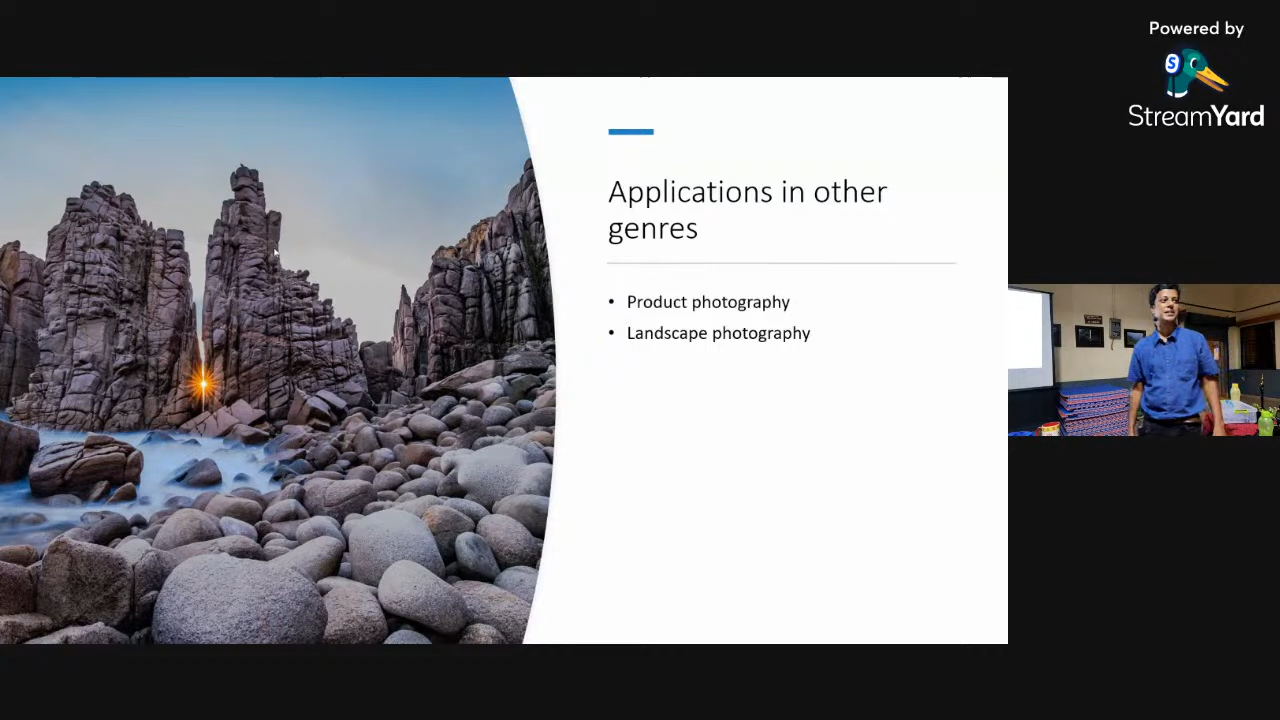 Powered by
S
StreamYard
Applications in other
genres
• Product photography
• Landscape photography